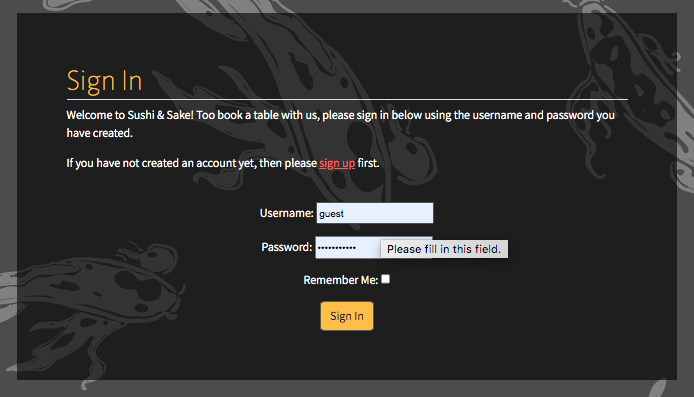 Sign In
Welcome to Sushi & Sake! Too book a table with us, please sign in below using the username and password you
have created.
If you have not created an account yet, then please sign up first.
Username: guest
Password: •••••••••••
Please fill in this field.
Remember Me:
Sign In